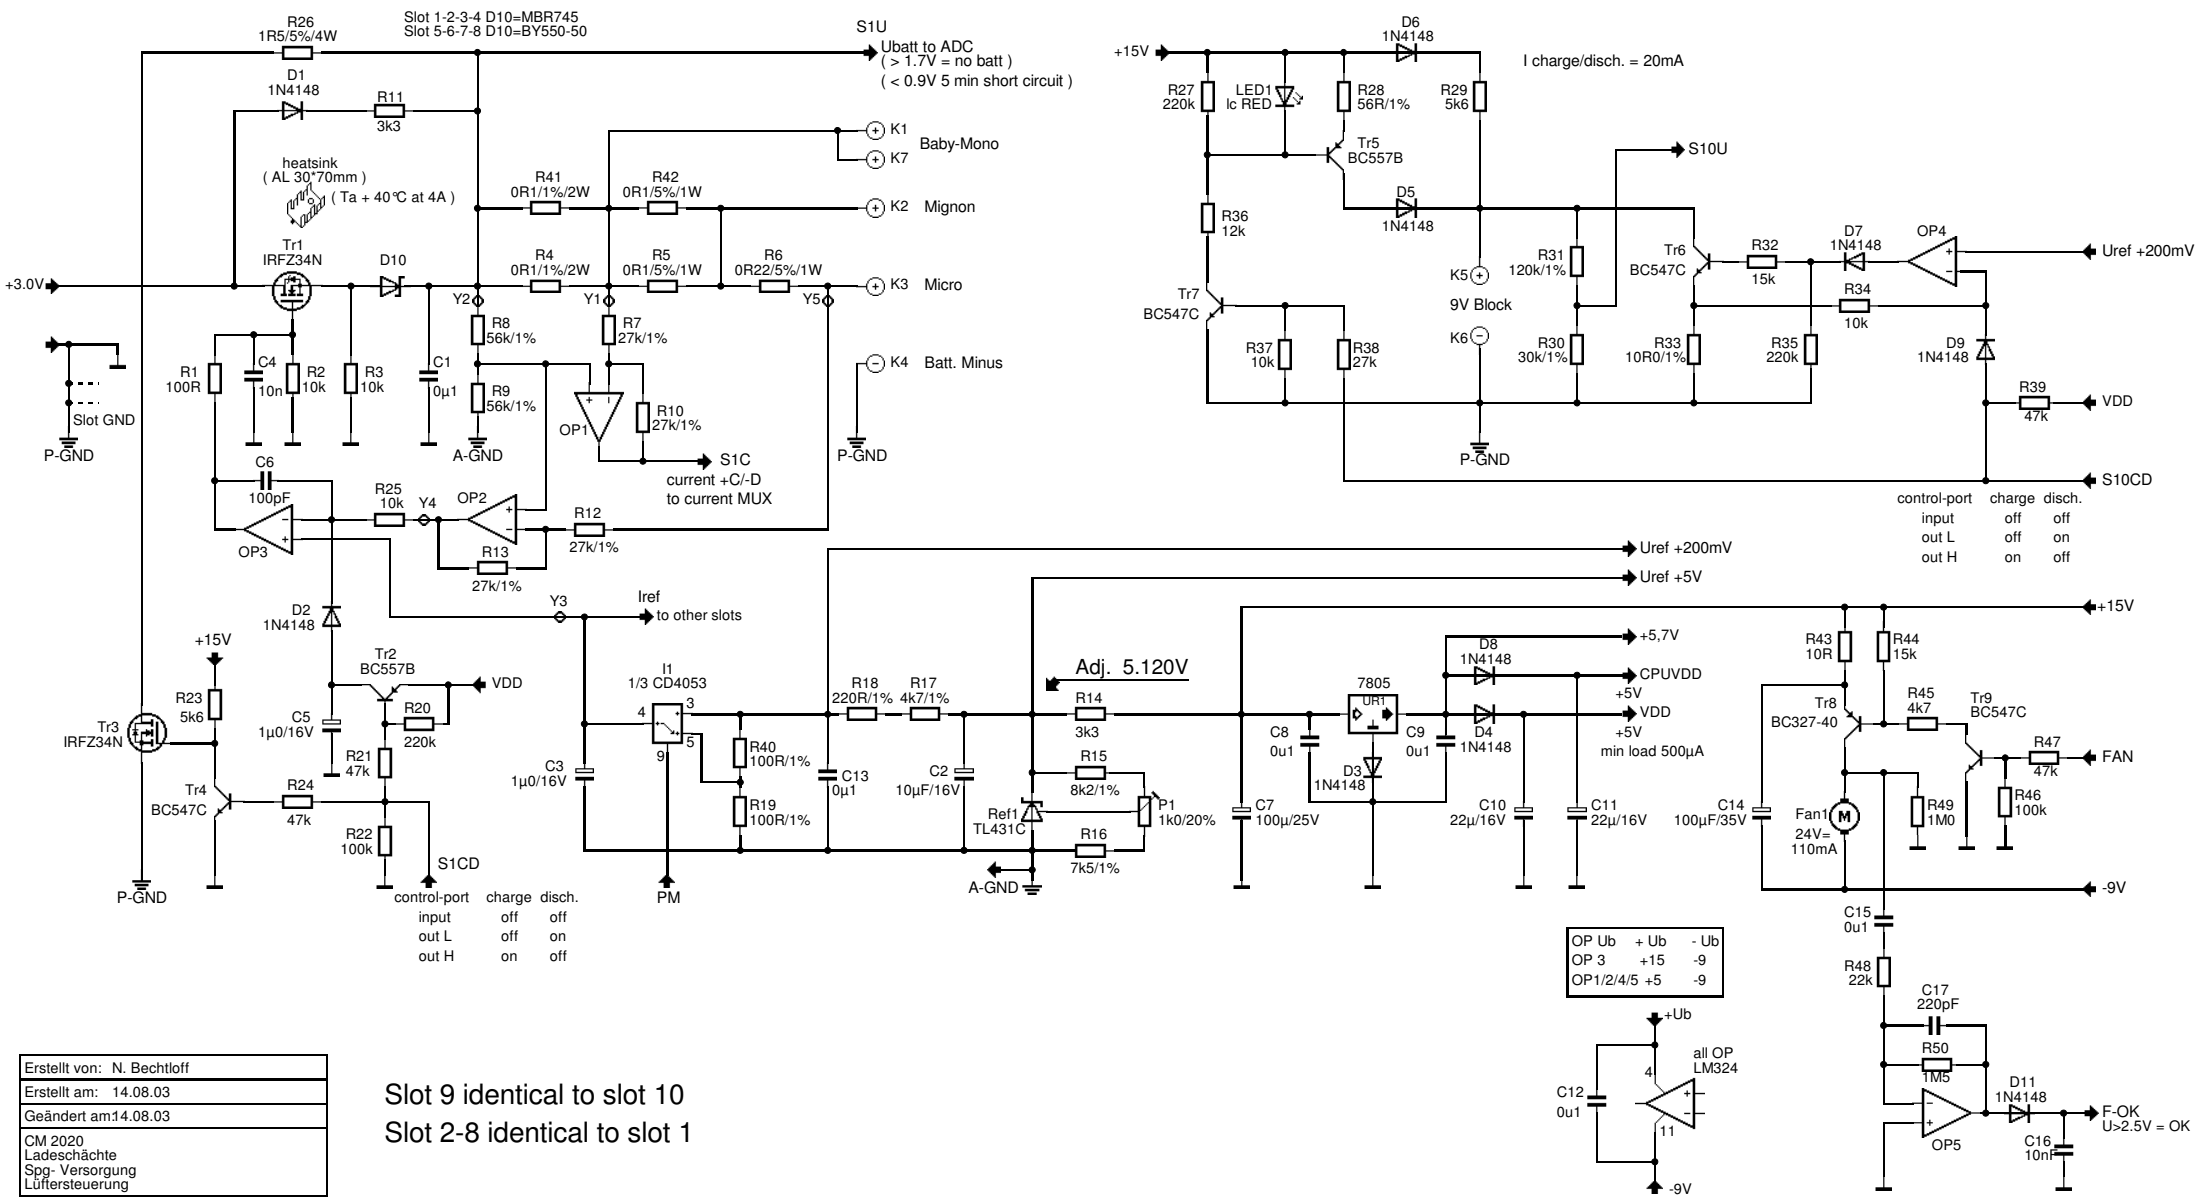 Slot 1-2-3-4 D10=MBR745
Slot 5-6-7-8 D10=BY550-50
R26
1R5/5%/4W
S1U
Ubatt to ADC
( > 1.7V = no batt )
( < 0.9V 5 min short circuit )
D1
1N4148
R11
3k3
K1
K7
Baby-Mono
heatsink
( AL 30*70mm )
( Ta + 40°C at 4A )
R41
0R1/1%/2W
R42
0R1/5%/1W
K2 Mignon
Tr1
IRFZ34N
D10
R4
0R1/1%/2W
R5
0R1/5%/1W
R6
0R22/5%/1W
+3.0V
K3 Micro
Y2
Y1
Y5
R8
56k/1%
R7
27k/1%
K4 Batt. Minus
R1
100R
C4
10n
R2
10k
R3
10k
C1
0µ1
R9
56k/1%
R10
27k/1%
OP1
Slot GND
P-GND
A-GND
P-GND
S1C
current +C/-D
to current MUX
C6
100pF
R25
10k
Y4
OP2
R12
27k/1%
OP3
R13
27k/1%
Y3
Iref
to other slots
D2
1N4148
+15V
Tr2
BC557B
VDD
R23
5k6
Tr3
IRFZ34N
C5
1µ0/16V
R20
220k
R21
47k
Tr4
BC547C
R24
47k
R22
100k
S1CD
P-GND
control-port charge disch.
input off off
out L off on
out H on off
+15V
D6
1N4148
I charge/disch. = 20mA
R27
220k
LED1
lc RED
R28
56R/1%
R29
5k6
Tr5
BC557B
S10U
D5
1N4148
R36
12k
R31
120k/1%
Tr6
BC547C
R32
15k
D7
1N4148
OP4
Uref +200mV
K5
9V Block
K6
R34
10k
Tr7
BC547C
R37
10k
R38
27k
R30
30k/1%
R33
10R0/1%
R35
220k
D9
1N4148
R39
47k
VDD
P-GND
S10CD
control-port charge disch.
input off off
out L off on
out H on off
Uref +200mV
Uref +5V
+15V
+5,7V
I1
1/3 CD4053
4
3
5
9
R18
220R/1%
R17
4k7/1%
Adj. 5.120V
R14
3k3
7805
UR1
D8
1N4148
CPUVDD
+5V
VDD
+5V
min load 500µA
D4
1N4148
C3
1µ0/16V
R40
100R/1%
R19
100R/1%
C13
0µ1
C2
10µF/16V
R15
8k2/1%
Ref1
TL431C
P1
1k0/20%
R16
7k5/1%
A-GND
PM
C8
0u1
C9
0u1
D3
1N4148
C7
100µ/25V
C10
22µ/16V
C11
22µ/16V
R43
10R
R44
15k
Tr8
BC327-40
R45
4k7
Tr9
BC547C
R47
47k
FAN
R46
100k
C14
100µF/35V
Fan1
M
24V=
110mA
R49
1M0
-9V
C15
0u1
R48
22k
C17
220pF
R50
1M5
OP5
D11
1N4148
F-OK
U>2.5V = OK
C16
10nF
OP Ub + Ub - Ub
OP 3 +15 -9
OP1/2/4/5 +5 -9
+Ub
all OP
LM324
4
11
C12
0u1
-9V
Erstellt von: N. Bechtloff
Erstellt am: 14.08.03
Geändert am:14.08.03
CM 2020
Ladeschächte
Spg- Versorgung
Lüftersteuerung
Slot 9 identical to slot 10
Slot 2-8 identical to slot 1